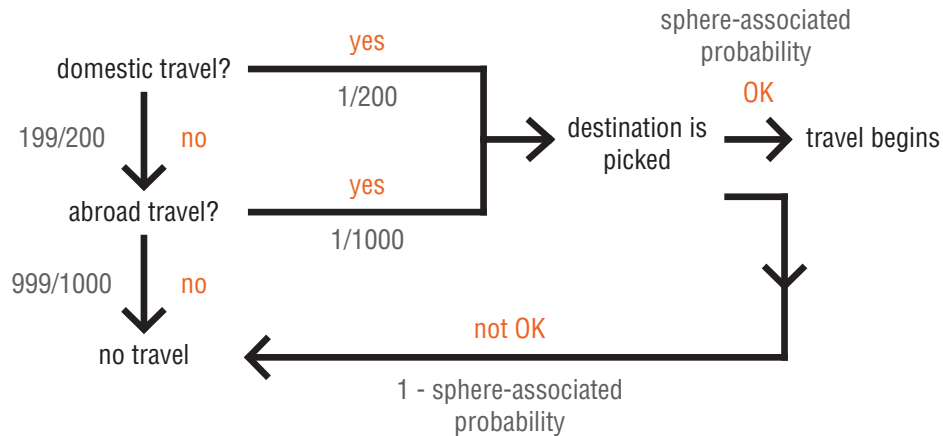 sphere-associated
probability
yes
OK
domestic travel?
1/200
199/200
no
destination is
picked
travel begins
yes
abroad travel?
1/1000
999/1000
no
not OK
no travel
1 - sphere-associated
probability